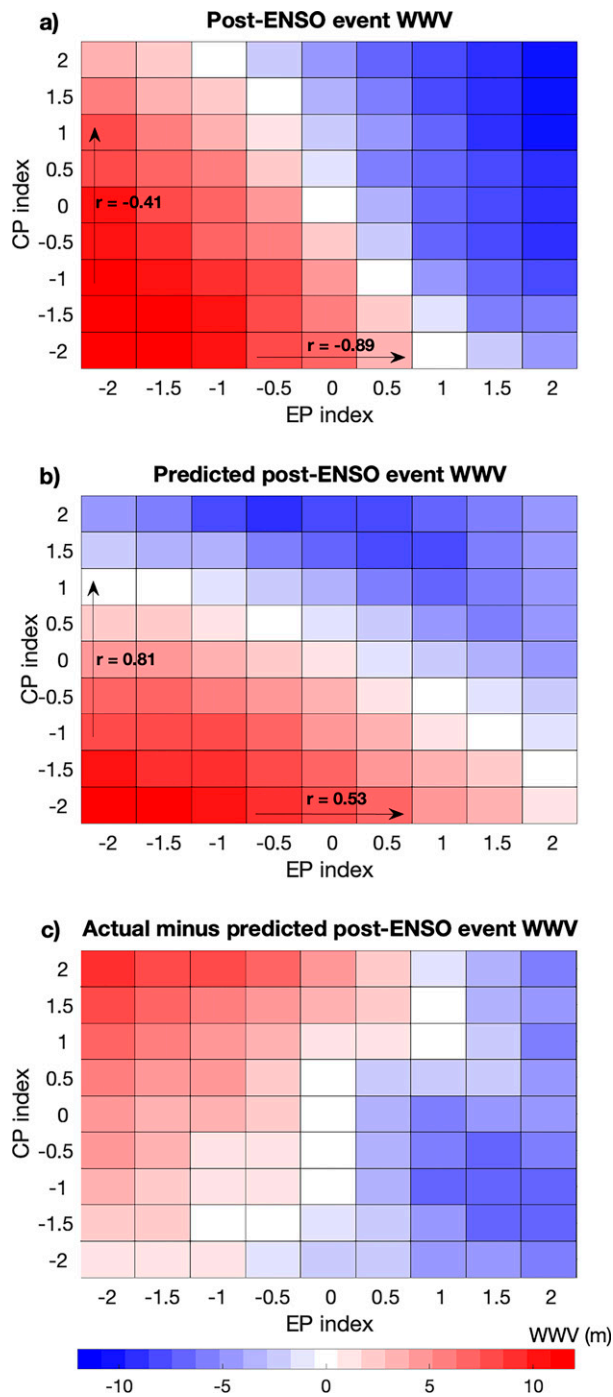 a) Post-ENSO event WWV
2
1.5
1
0.5
0
-0.5
-1
-1.5
-2
CP index
r = -0.41
r = -0.89
-2 -1.5 -1 -0.5 0 0.5 1 1.5 2
EP index
b) Predicted post-ENSO event WWV
2
1.5
1
0.5
0
-0.5
-1
-1.5
-2
CP index
r = 0.81
r = 0.53
-2 -1.5 -1 -0.5 0 0.5 1 1.5 2
EP index
c) Actual minus predicted post-ENSO event WWV
2
1.5
1
0.5
0
-0.5
-1
-1.5
-2
CP index
-2 -1.5 -1 -0.5 0 0.5 1 1.5 2
EP index
WWV (m)
-10 -5 0 5 10